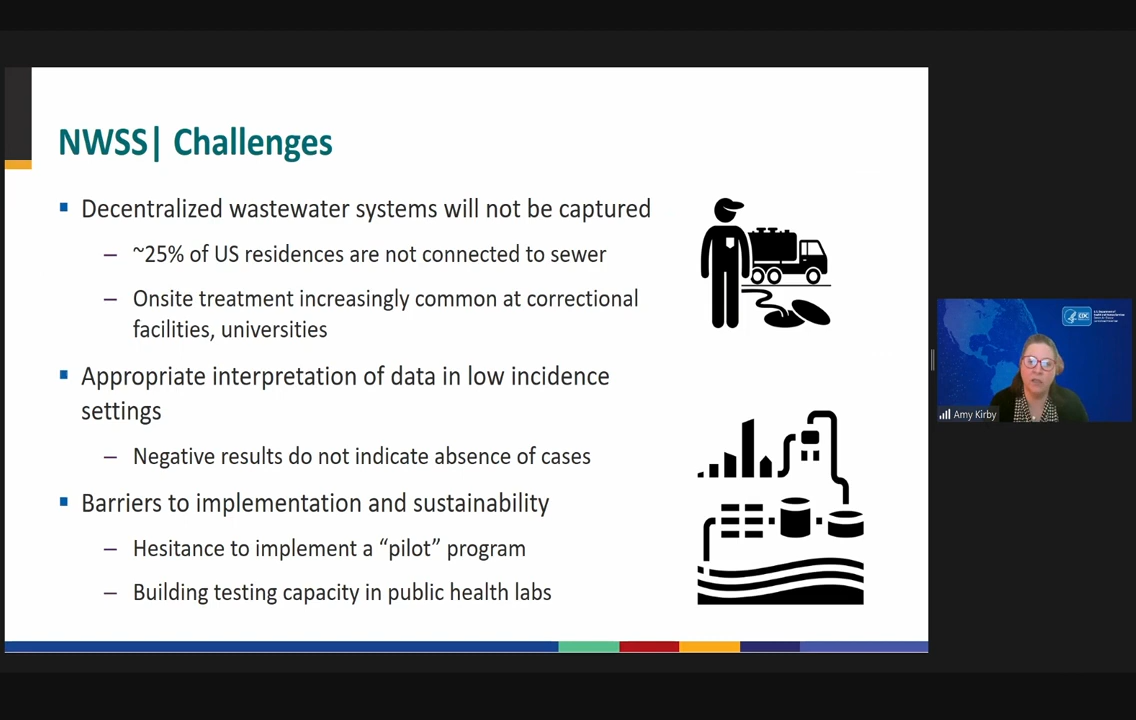 NWSS| Challenges
Decentralized wastewater systems will not be captured
– ~25% of US residences are not connected to sewer
– Onsite treatment increasingly common at correctional
facilities, universities
Appropriate interpretation of data in low incidence
settings
– Negative results do not indicate absence of cases
Barriers to implementation and sustainability
– Hesitance to implement a “pilot” program
– Building testing capacity in public health labs
CDC
Amy Kirby